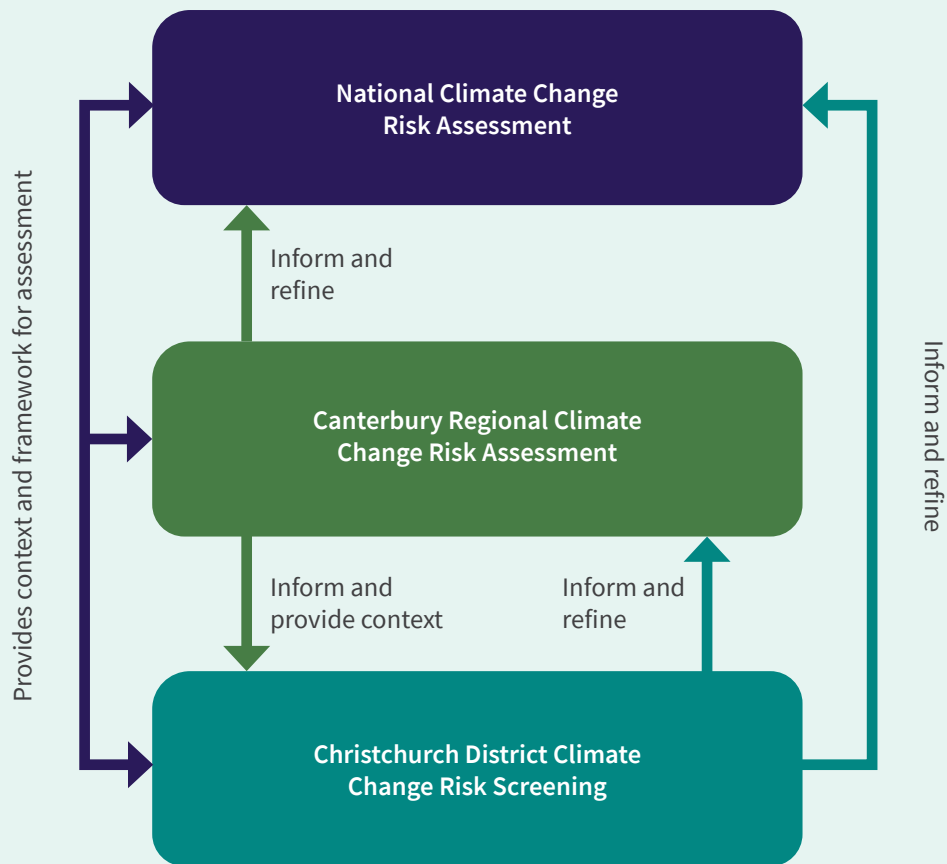 National Climate Change
Risk Assessment
Provides context and framework for assessment
Inform and
refine
Canterbury Regional Climate
Change Risk Assessment
Inform and refine
Inform and
provide context
Inform and
refine
Christchurch District Climate
Change Risk Screening